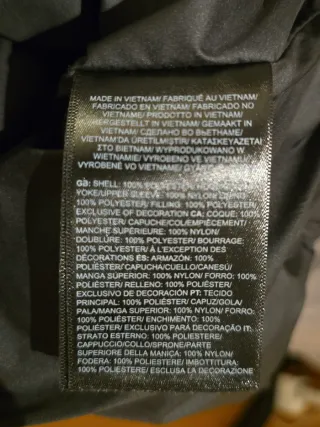 MADE IN VIETNAM/ FABRIQUÉ AU VIETNAM/
FABRICADO EN VIETNAM/ FABRICADO NO
VIETNAME/ PRODOTTO IN VIETNAM/
HERGESTELLT IN VIETNAM/ GEMAAKT IN
VIETNAM/ СДЕЛАНО ВО ВЬЕТНАМЕ/
VIETNAM'DA ÜRETİLMİŞTİR/ ΚΑΤΑΣΚΕΥΑΖΕΤΑΙ
ΣΤΟ ΒΙΕΤΝΑΜ/ WYPRODUKOWANO W
WIETNAMIE/ VYROBENO VE VIETNAMU/
VYROBENÉ VO VIETNAME/
GB: SHELL: 100% POLYESTER/
YOKE/UPPER SLEEVE: 100% NYLON/ LINING:
100% POLYESTER/ FILLING: 100% POLYESTER/
EXCLUSIVE OF DECORATION CA: COQUE: 100%
POLYESTER/ CAPUCHE/COL/EMPIÈCEMENT/
MANCHE SUPÉRIEURE: 100% NYLON/
DOUBLURE: 100% POLYESTER/ BOURRAGE:
100% POLYESTER/ À L'EXCEPTION DES
DÉCORATIONS ES: ARMAZÓN: 100%
POLIÉSTER/CAPUCHA/CUELLO/CANESÚ/
MANGA SUPERIOR: 100% NYLON/ FORRO: 100%
POLIÉSTER/ RELLENO: 100% POLIÉSTER/
EXCLUSIVO DE DECORACIÓN PT: TECIDO
PRINCIPAL: 100% POLIÉSTER/ CAPUZ/GOLA/
PALA/MANGA SUPERIOR: 100% NYLON/ FORRO:
100% POLIÉSTER/ ENCHIMENTO: 100%
POLIÉSTER/ EXCLUSIVO PARA DECORAÇÃO IT:
STRATO ESTERNO: 100% POLIESTERE/
CAPPUCCIO/COLLO/SPRONE/PARTE
SUPERIORE DELLA MANICA: 100% NYLON/
FODERA: 100% POLIESTERE/ IMBOTTITURA:
100% POLIESTERE/ ESCLUSA LA DECORAZIONE